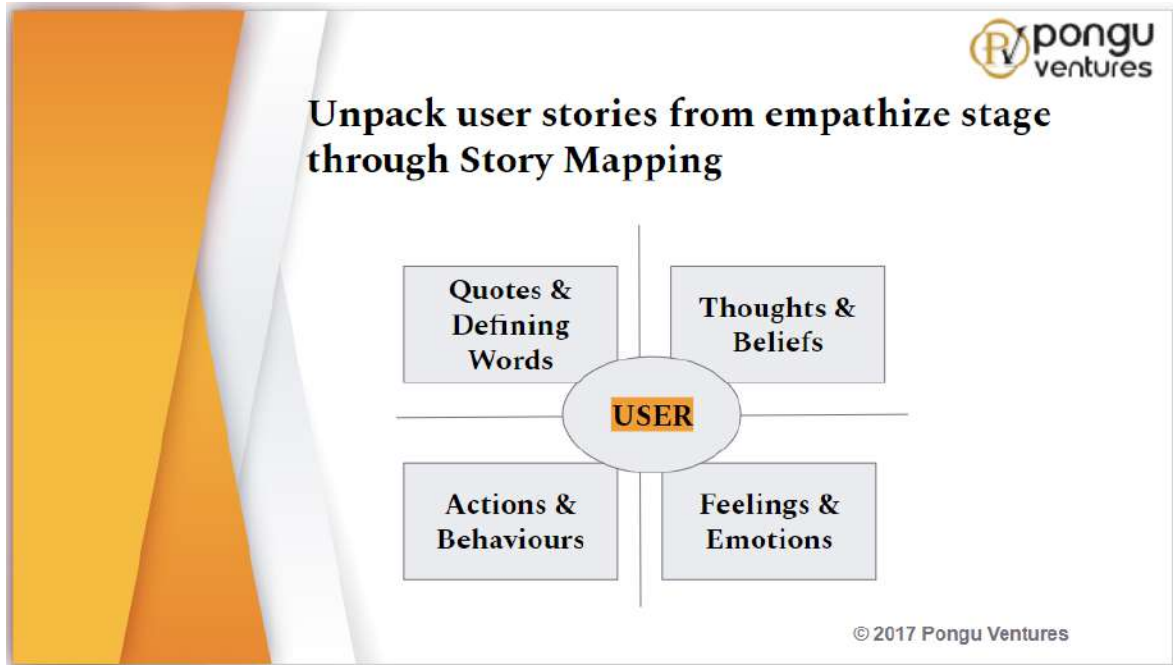 pongu
ventures
Unpack user stories from empathize stage
through Story Mapping
Quotes &
Defining
Words
Thoughts &
Beliefs
USER
Actions &
Behaviours
Feelings &
Emotions
© 2017 Pongu Ventures